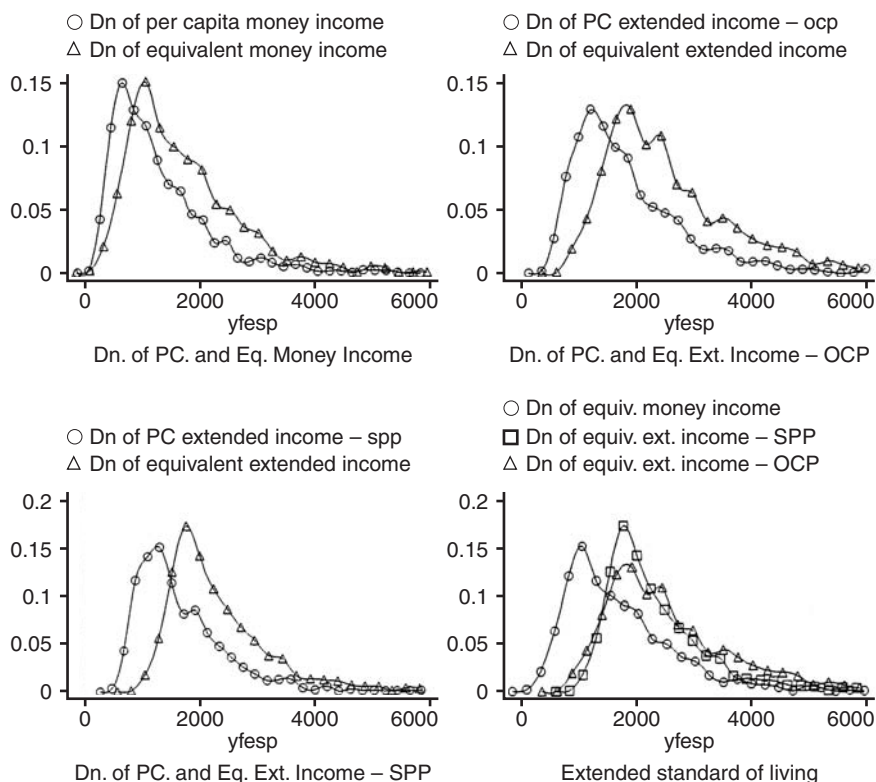 Dn of per capita money income
Dn of equivalent money income
0.15
0.1
0.05
0
0 2000 4000 6000
yfesp
Dn. of PC. and Eq. Money Income
Dn of PC extended income – ocp
Dn of equivalent extended income
0.15
0.1
0.05
0
0 2000 4000 6000
yfesp
Dn. of PC. and Eq. Ext. Income – OCP
Dn of PC extended income – spp
Dn of equivalent extended income
0.2
0.15
0.1
0.05
0
0 2000 4000 6000
yfesp
Dn. of PC. and Eq. Ext. Income – SPP
Dn of equiv. money income
Dn of equiv. ext. income – SPP
Dn of equiv. ext. income – OCP
0.2
0.15
0.1
0.05
0
0 2000 4000 6000
yfesp
Extended standard of living